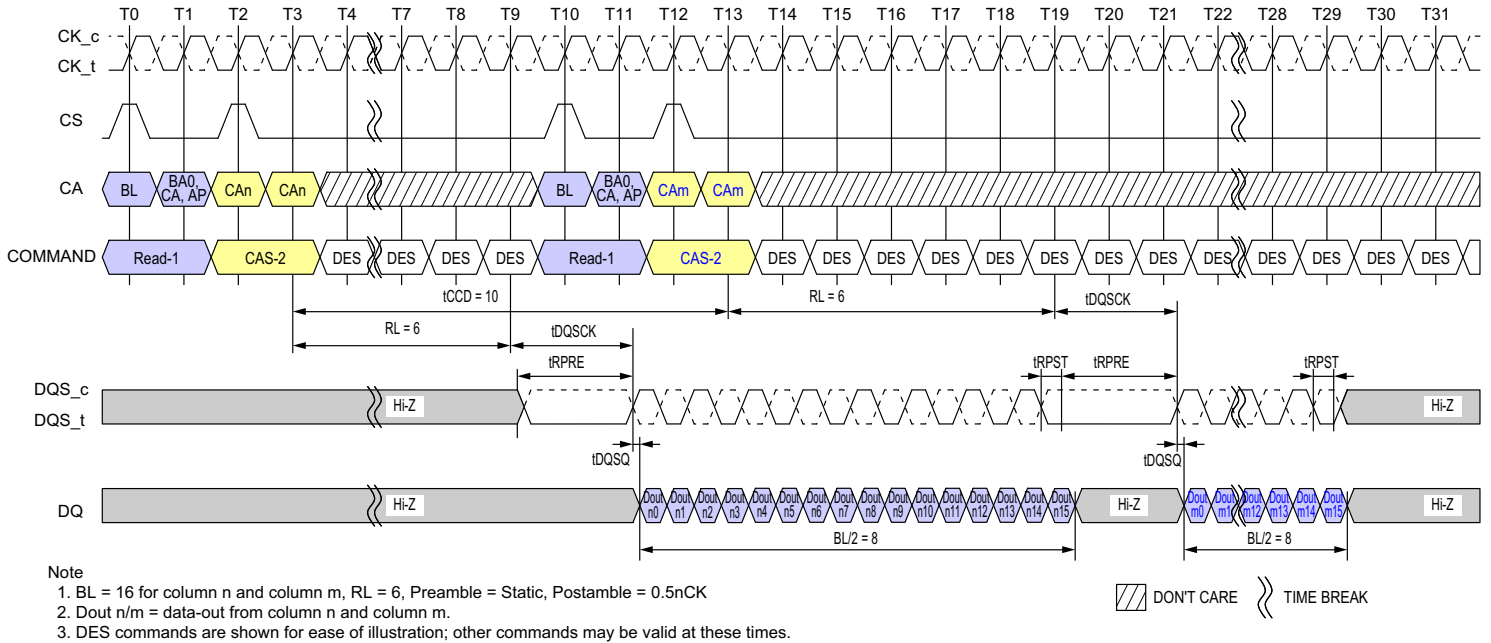 T0 T1 T2 T3 T4 T7 T8 T9 T10 T11 T12 T13 T14 T15 T16 T17 T18 T19 T20 T21 T22 T28 T29 T30 T31
CK_c
CK_t
CS
CA BL BA0, CA, AP CAn CAn BL BA0, CA, AP CAm CAm
COMMAND Read-1 CAS-2 DES DES DES DES Read-1 CAS-2 DES DES DES DES DES DES DES DES DES DES DES DES DES
tCCD = 10 RL = 6 tDQSCK
RL = 6 tDQSCK
tRPRE tRPST tRPRE tRPST
DQS_c
DQS_t
Hi-Z Hi-Z
tDQSQ tDQSQ
DQ Hi-Z Dout n0 Dout n1 Dout n2 Dout n3 Dout n4 Dout n5 Dout n6 Dout n7 Dout n8 Dout n9 Dout n10 Dout n11 Dout n12 Dout n13 Dout n14 Dout n15 Hi-Z Dout m0 Dout m1 Dout m12 Dout m13 Dout m14 Dout m15 Hi-Z
BL/2 = 8 BL/2 = 8
Note
1. BL = 16 for column n and column m, RL = 6, Preamble = Static, Postamble = 0.5nCK
2. Dout n/m = data-out from column n and column m.
3. DES commands are shown for ease of illustration; other commands may be valid at these times.
DON'T CARE TIME BREAK